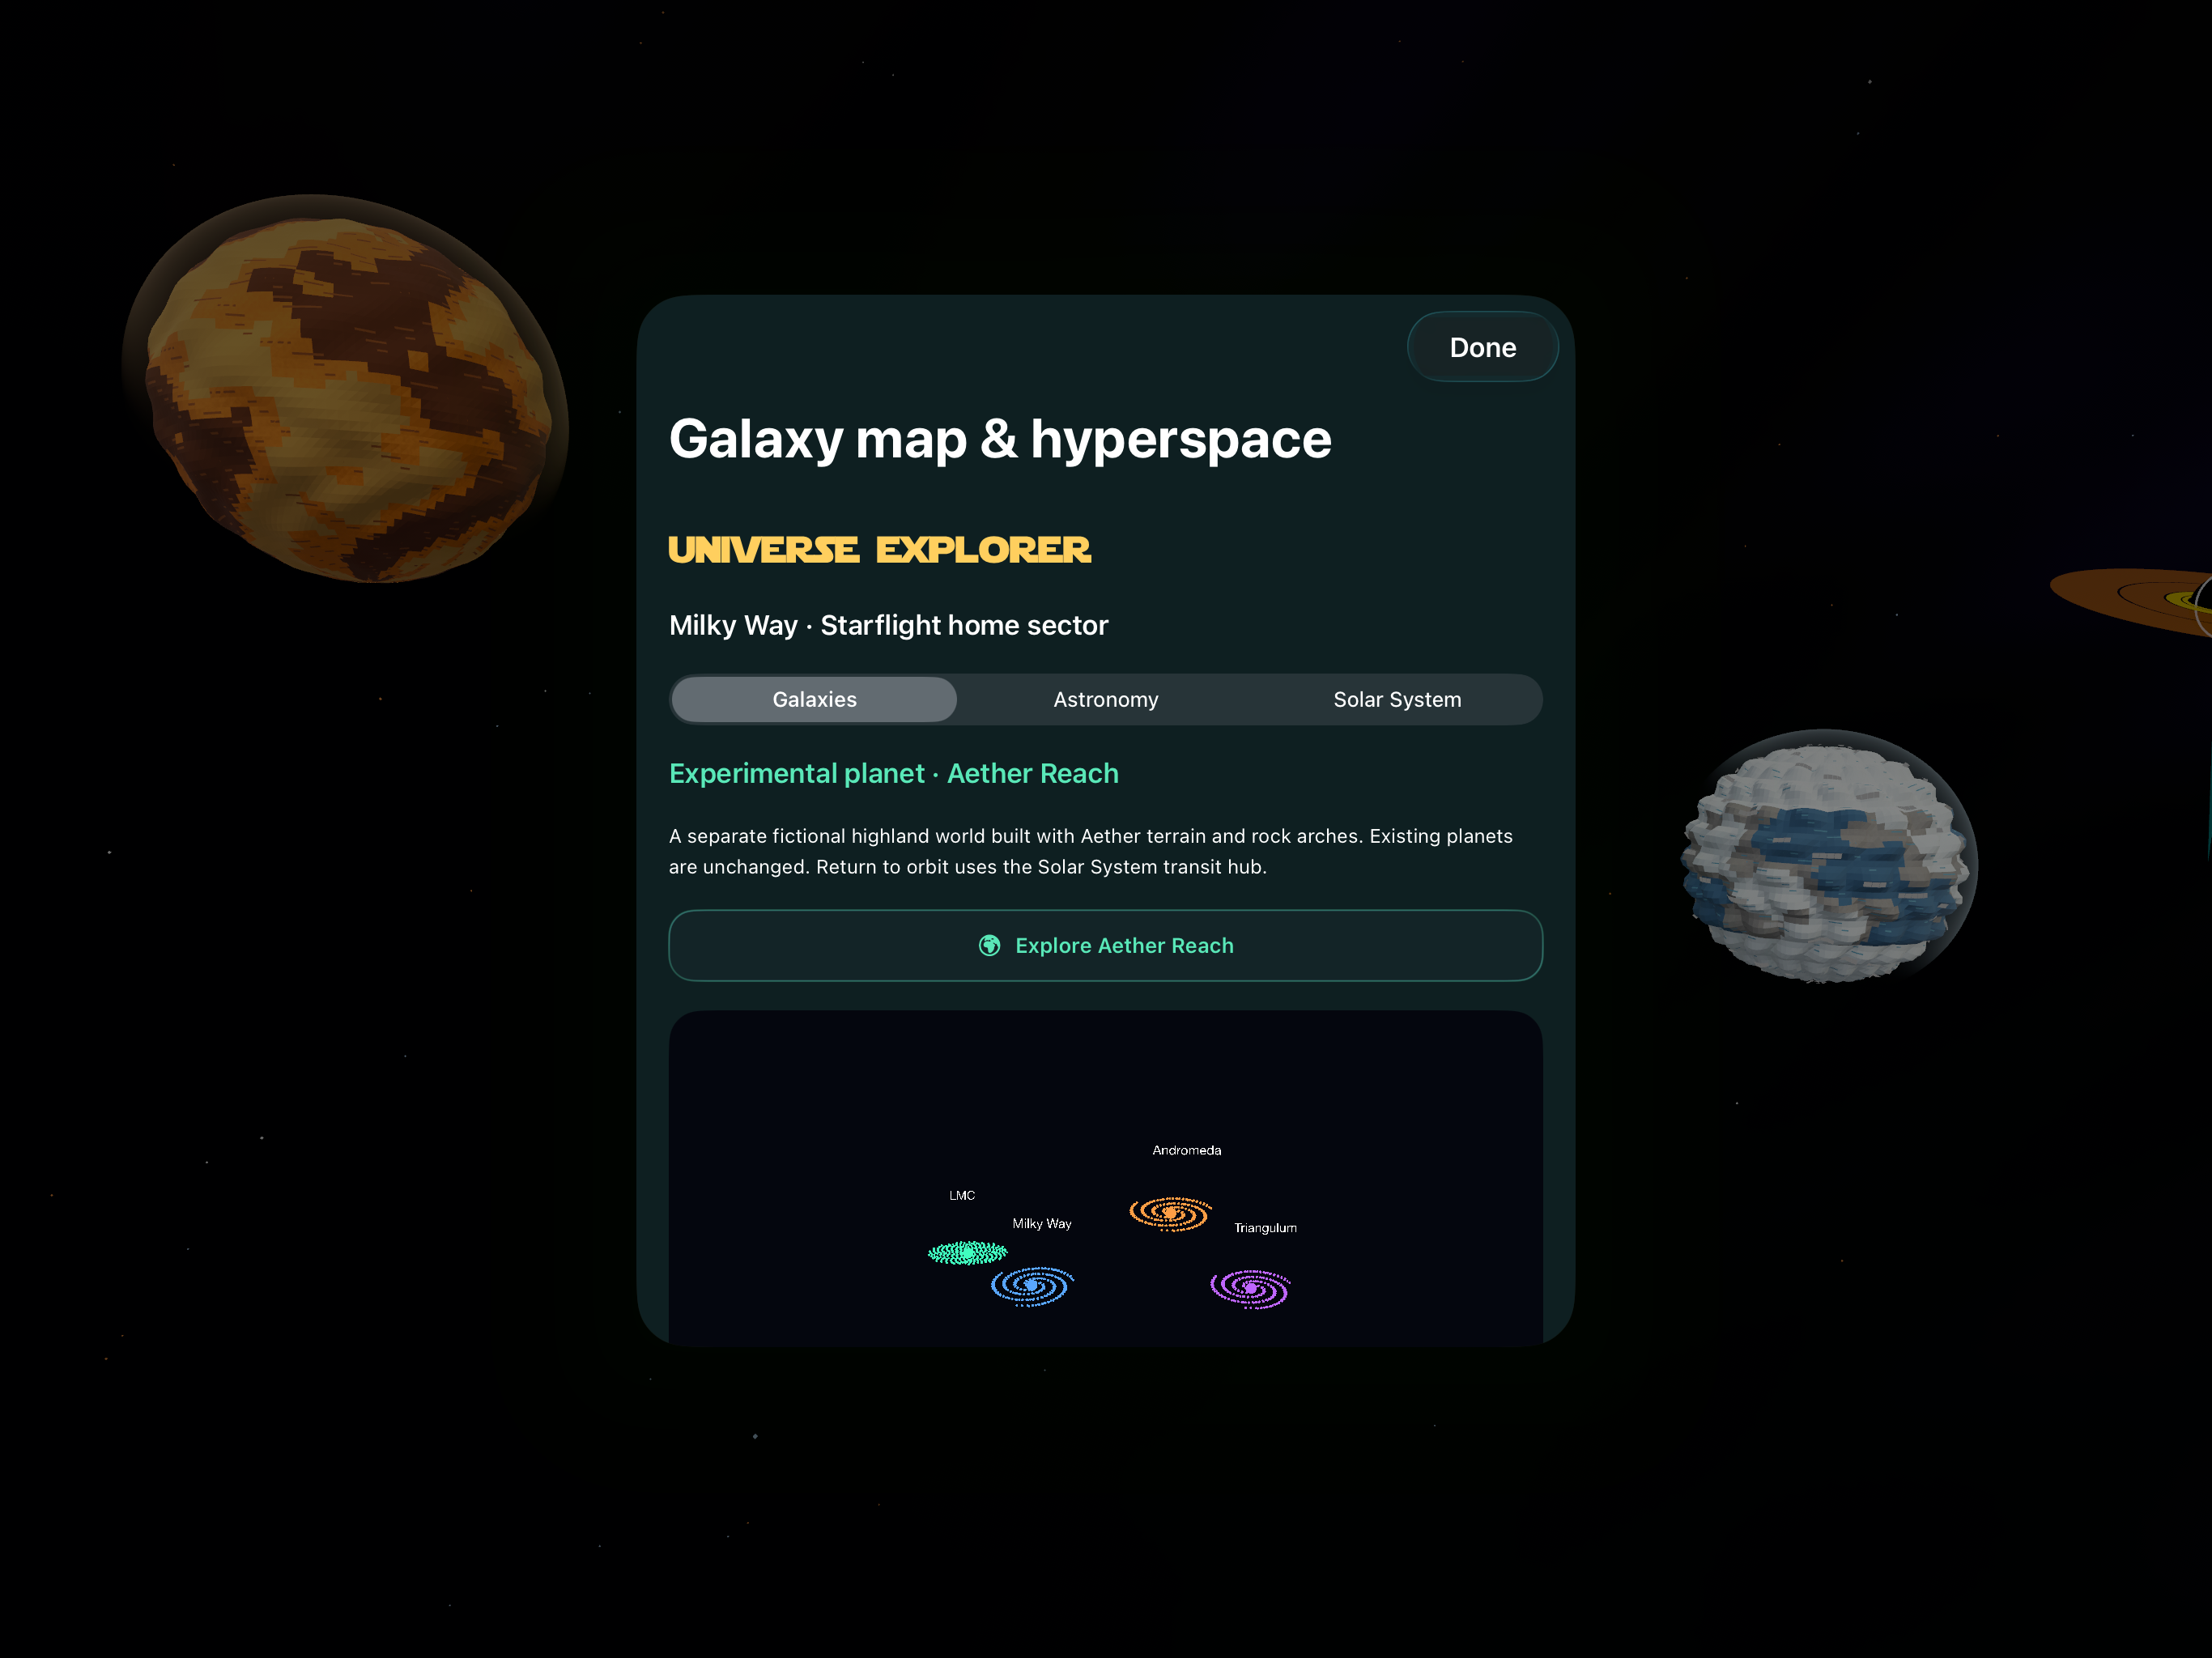 Done
Galaxy map & hyperspace
UNIVERSE EXPLORER
Milky Way · Starflight home sector
Galaxies
Astronomy
Solar System
Experimental planet · Aether Reach
A separate fictional highland world built with Aether terrain and rock arches. Existing planets
are unchanged. Return to orbit uses the Solar System transit hub.
Explore Aether Reach
Andromeda
LMC
Milky Way
Triangulum